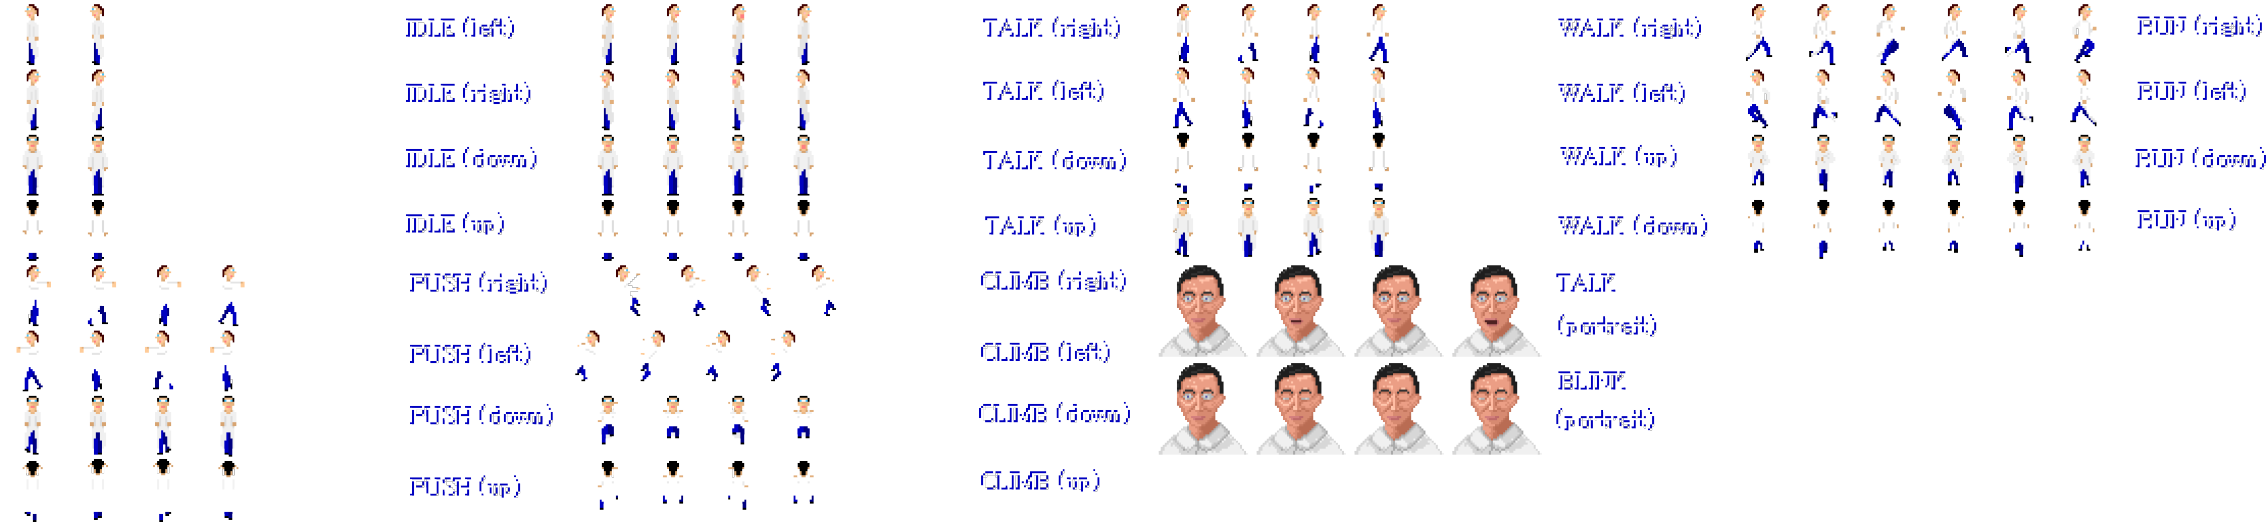 IDLE (left)
IDLE (right)
IDLE (down)
IDLE (up)
PUSH (right)
PUSH (left)
PUSH (down)
PUSH (up)
TALK (right)
TALK (left)
TALK (down)
TALK (up)
CLIMB (right)
CLIMB (left)
CLIMB (down)
CLIMB (up)
WALK (right)
WALK (left)
WALK (up)
WALK (down)
TALK
(portrait)
BLINK
(portrait)
RUN (right)
RUN (left)
RUN (down)
RUN (up)